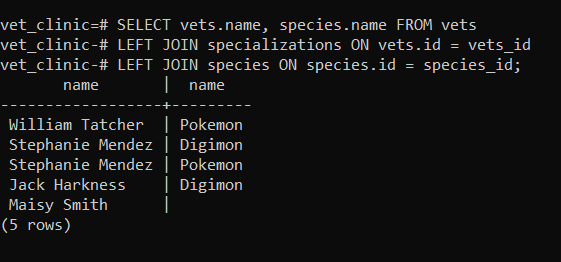 vet_clinic=# SELECT vets.name, species.name FROM vets
vet_clinic-# LEFT JOIN specializations ON vets.id = vets_id
vet_clinic-# LEFT JOIN species ON species.id = species_id;
       name       |  name
------------------+---------
 William Tatcher  | Pokemon
 Stephanie Mendez | Digimon
 Stephanie Mendez | Pokemon
 Jack Harkness    | Digimon
 Maisy Smith      |
(5 rows)